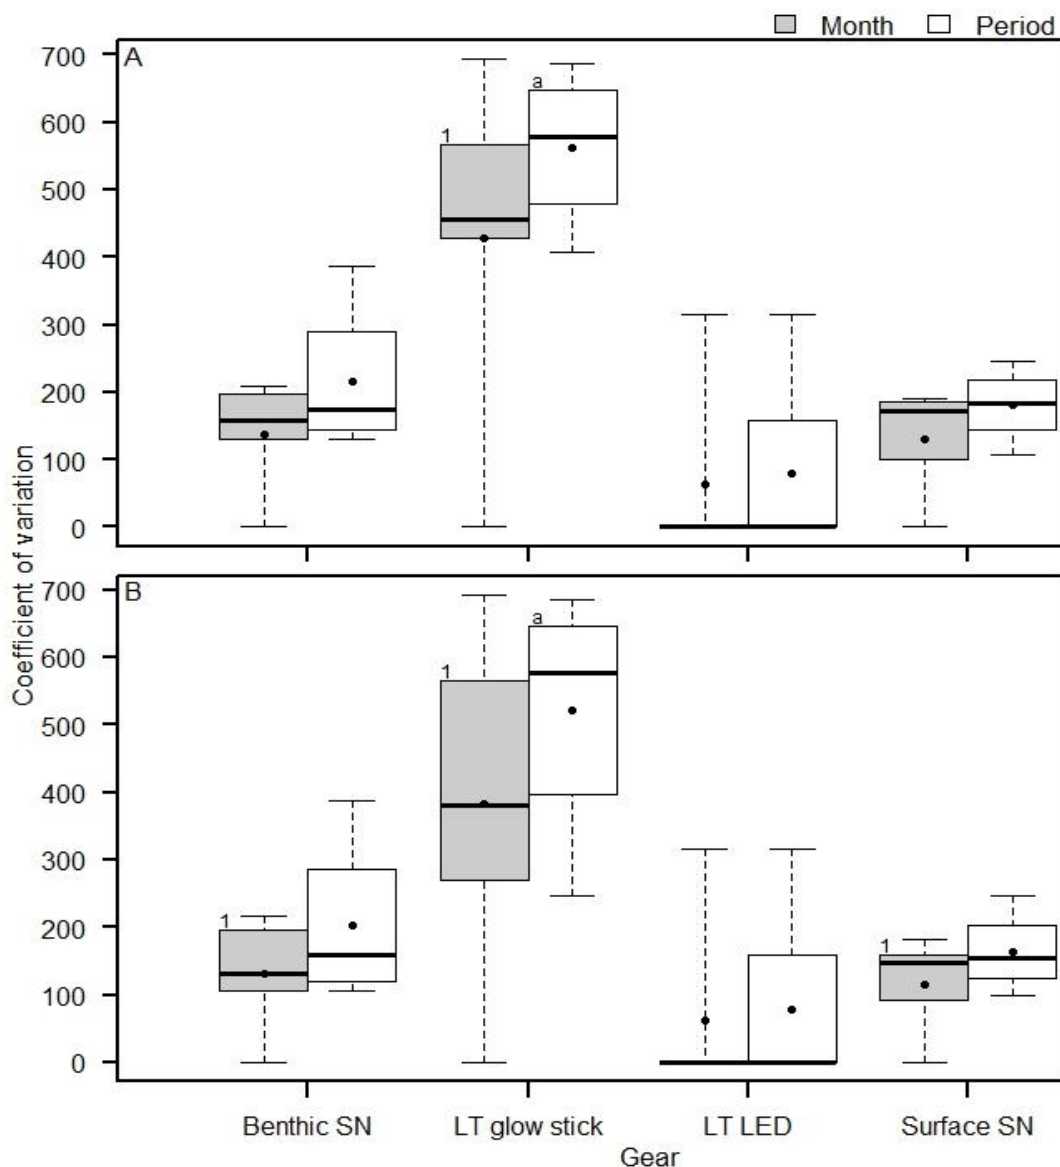 Month Period
A
700
600
500
400
300
200
100
0
1
a
B
700
600
500
400
300
200
100
0
1
1
a
1
Coefficient of variation
Benthic SN LT glow stick LT LED Surface SN
Gear